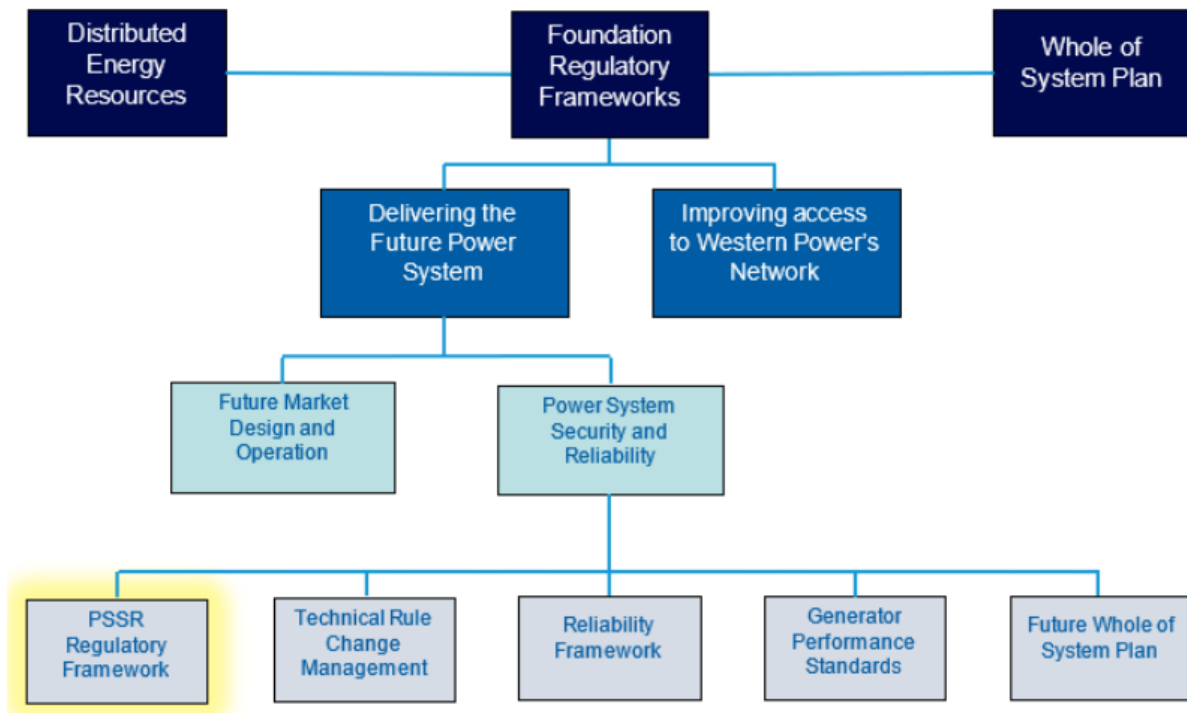 Distributed
Energy
Resources
Foundation
Regulatory
Frameworks
Whole of
System Plan
Delivering the
Future Power
System
Improving access
to Western Power's
Network
Future Market
Design and
Operation
Power System
Security and
Reliability
PSSR
Regulatory
Framework
Technical Rule
Change
Management
Reliability
Framework
Generator
Performance
Standards
Future Whole of
System Plan